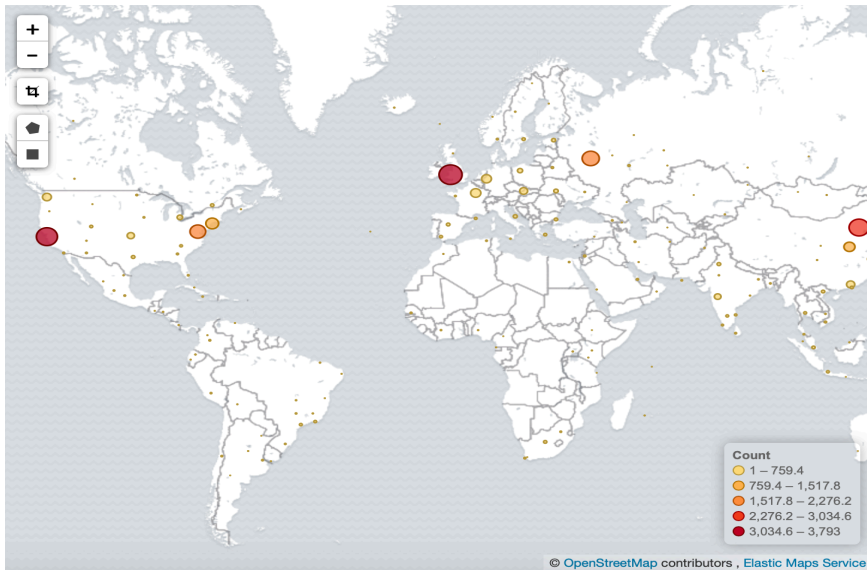 +
−
Count
1 – 759.4
759.4 – 1,517.8
1,517.8 – 2,276.2
2,276.2 – 3,034.6
3,034.6 – 3,793
© OpenStreetMap contributors , Elastic Maps Service